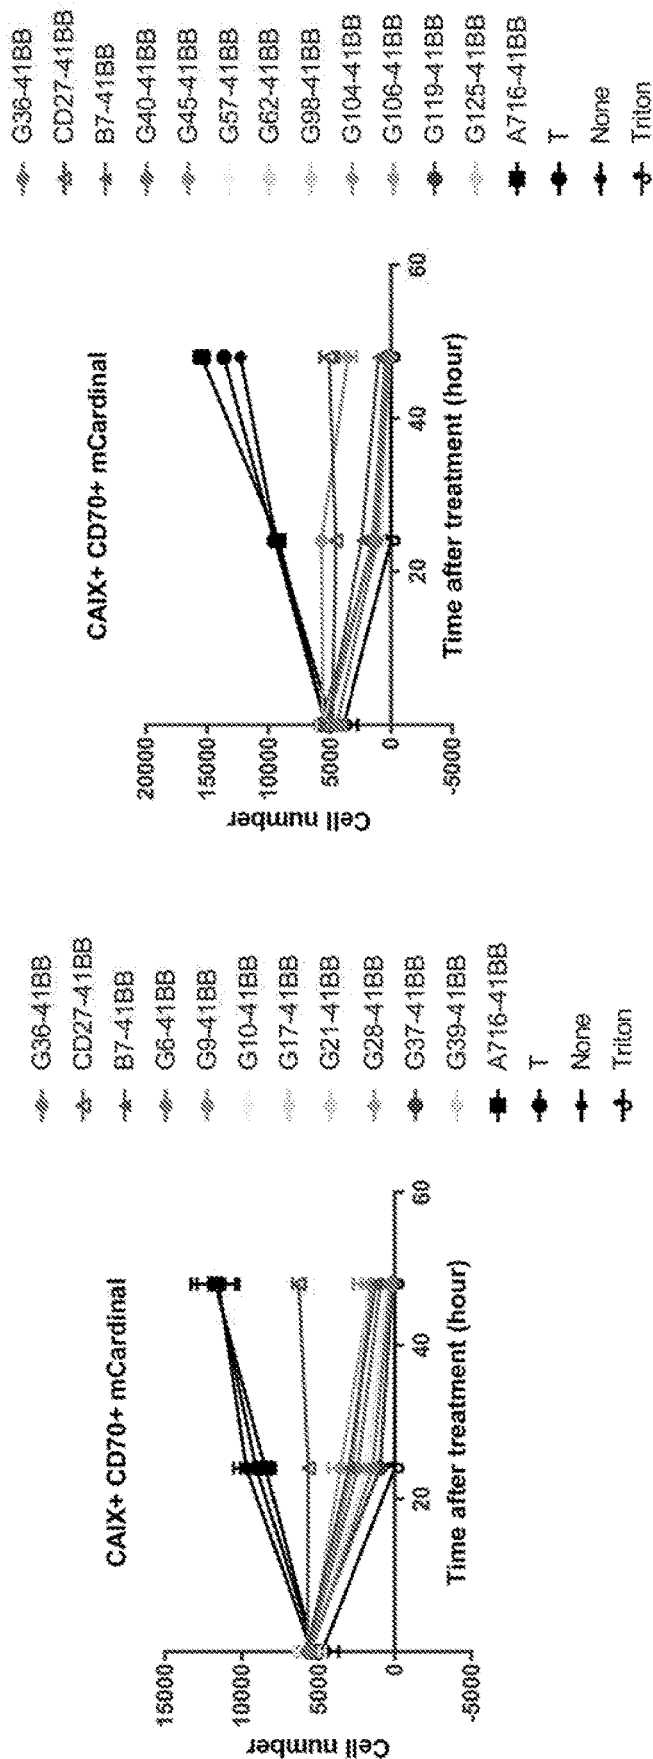 CAIX+ CD70+ mCardinal
Cell number
15000
10000
5000
0
-5000
20
40
60
Time after treatment (hour)
G36-41BB
CD27-41BB
B7-41BB
G6-41BB
G9-41BB
G10-41BB
G17-41BB
G21-41BB
G28-41BB
G37-41BB
G39-41BB
A716-41BB
T
None
Triton
CAIX+ CD70+ mCardinal
Cell number
20000
15000
10000
5000
0
-5000
20
40
60
Time after treatment (hour)
G36-41BB
CD27-41BB
B7-41BB
G40-41BB
G45-41BB
G57-41BB
G62-41BB
G98-41BB
G104-41BB
G106-41BB
G119-41BB
G125-41BB
A716-41BB
T
None
Triton